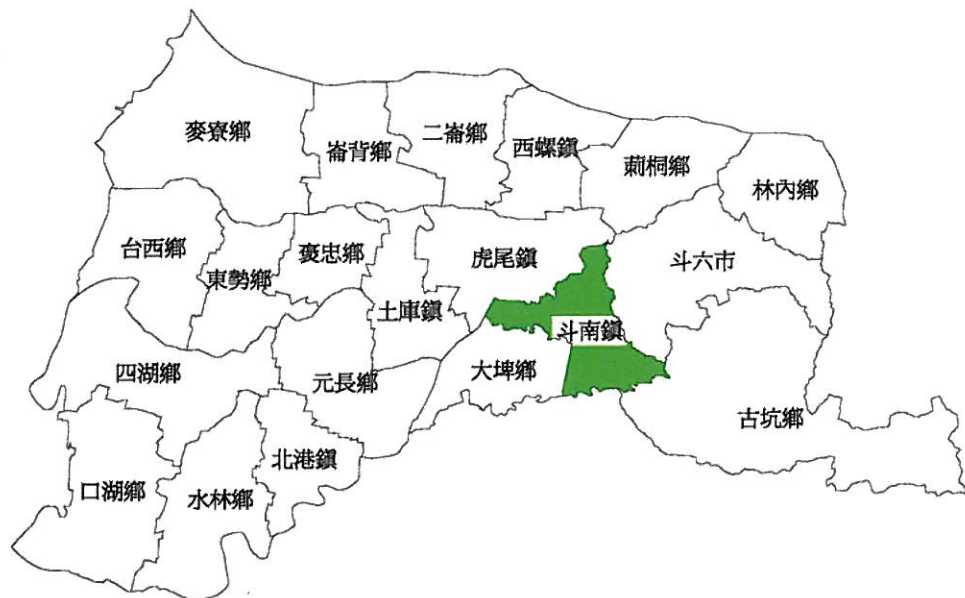 麥寮鄉
崙背鄉
二崙鄉
西螺鎮
莿桐鄉
林內鄉
台西鄉
東勢鄉
褒忠鄉
土庫鎮
虎尾鎮
斗六市
斗南鎮
四湖鄉
元長鄉
大埤鄉
古坑鄉
口湖鄉
水林鄉
北港鎮